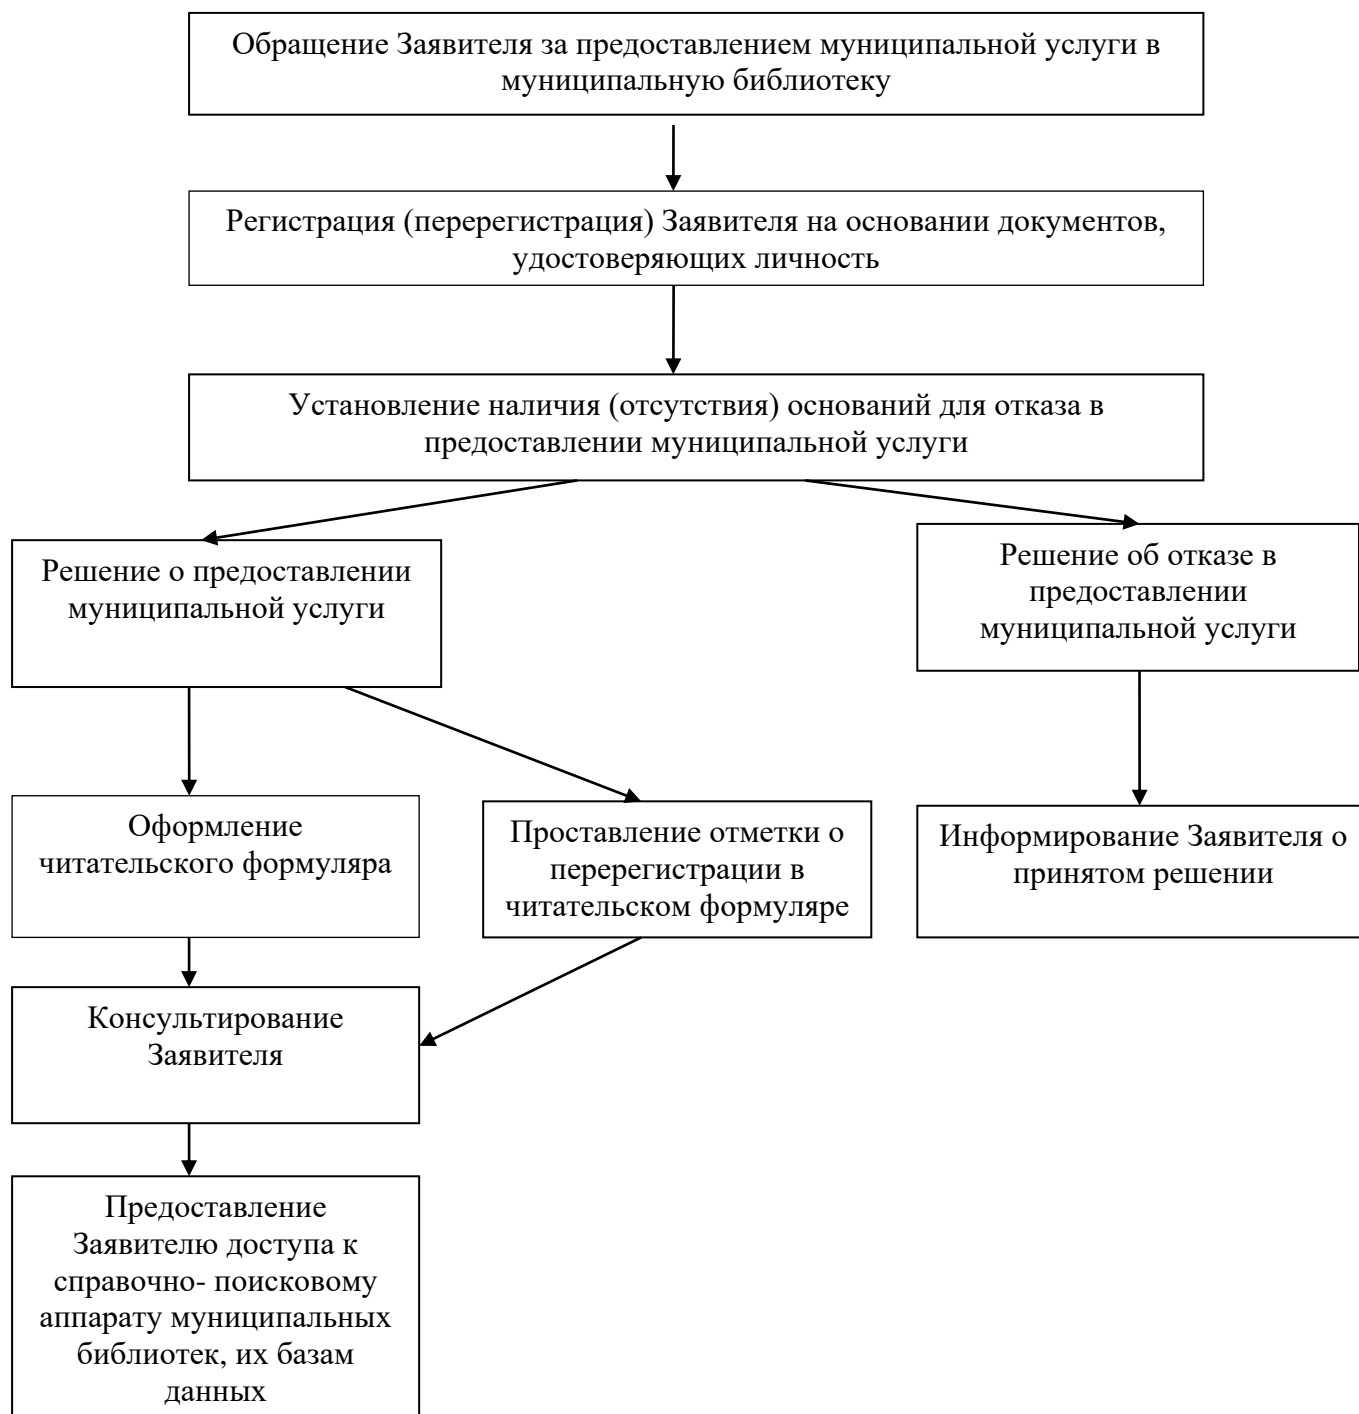 Обращение Заявителя за предоставлением муниципальной услуги в
муниципальную библиотеку
Регистрация (перерегистрация) Заявителя на основании документов,
удостоверяющих личность
Установление наличия (отсутствия) оснований для отказа в
предоставлении муниципальной услуги
Решение о предоставлении
муниципальной услуги
Решение об отказе в
предоставлении
муниципальной услуги
Оформление
читательского формуляра
Проставление отметки о
перерегистрации в
читательском формуляре
Информирование Заявителя о
принятом решении
Консультирование
Заявителя
Предоставление
Заявителю доступа к
справочно- поисковому
аппарату муниципальных
библиотек, их базам
данных